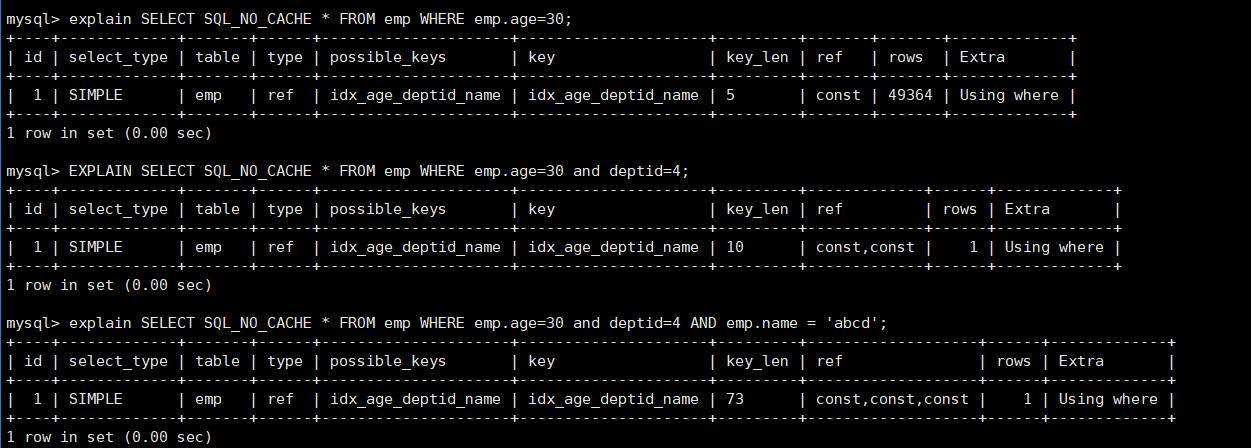 mysql> explain SELECT SQL_NO_CACHE * FROM emp WHERE emp.age=30;
+----+-------------+-------+------+----------------------+----------------------+---------+-------+-------+-------------+
| id | select_type | table | type | possible_keys        | key                  | key_len | ref   | rows  | Extra       |
+----+-------------+-------+------+----------------------+----------------------+---------+-------+-------+-------------+
|  1 | SIMPLE      | emp   | ref  | idx_age_deptid_name | idx_age_deptid_name | 5       | const | 49364 | Using where |
+----+-------------+-------+------+----------------------+----------------------+---------+-------+-------+-------------+
1 row in set (0.00 sec)
mysql> EXPLAIN SELECT SQL_NO_CACHE * FROM emp WHERE emp.age=30 and deptid=4;
+----+-------------+-------+------+---------------------+---------------------+---------+-------------+------+-------------+
| id | select_type | table | type | possible_keys       | key                 | key_len | ref         | rows | Extra       |
+----+-------------+-------+------+---------------------+---------------------+---------+-------------+------+-------------+
|  1 | SIMPLE      | emp   | ref  | idx_age_deptid_name | idx_age_deptid_name | 10      | const,const |    1 | Using where |
+----+-------------+-------+------+---------------------+---------------------+---------+-------------+------+-------------+
1 row in set (0.00 sec)
mysql> explain SELECT SQL_NO_CACHE * FROM emp WHERE emp.age=30 and deptid=4 AND emp.name = 'abcd';
+----+-------------+-------+------+---------------------+---------------------+---------+-------------------+------+-------------+
| id | select_type | table | type | possible_keys       | key                 | key_len | ref               | rows | Extra       |
+----+-------------+-------+------+---------------------+---------------------+---------+-------------------+------+-------------+
|  1 | SIMPLE      | emp   | ref  | idx_age_deptid_name | idx_age_deptid_name | 73      | const,const,const |    1 | Using where |
+----+-------------+-------+------+---------------------+---------------------+---------+-------------------+------+-------------+
1 row in set (0.00 sec)